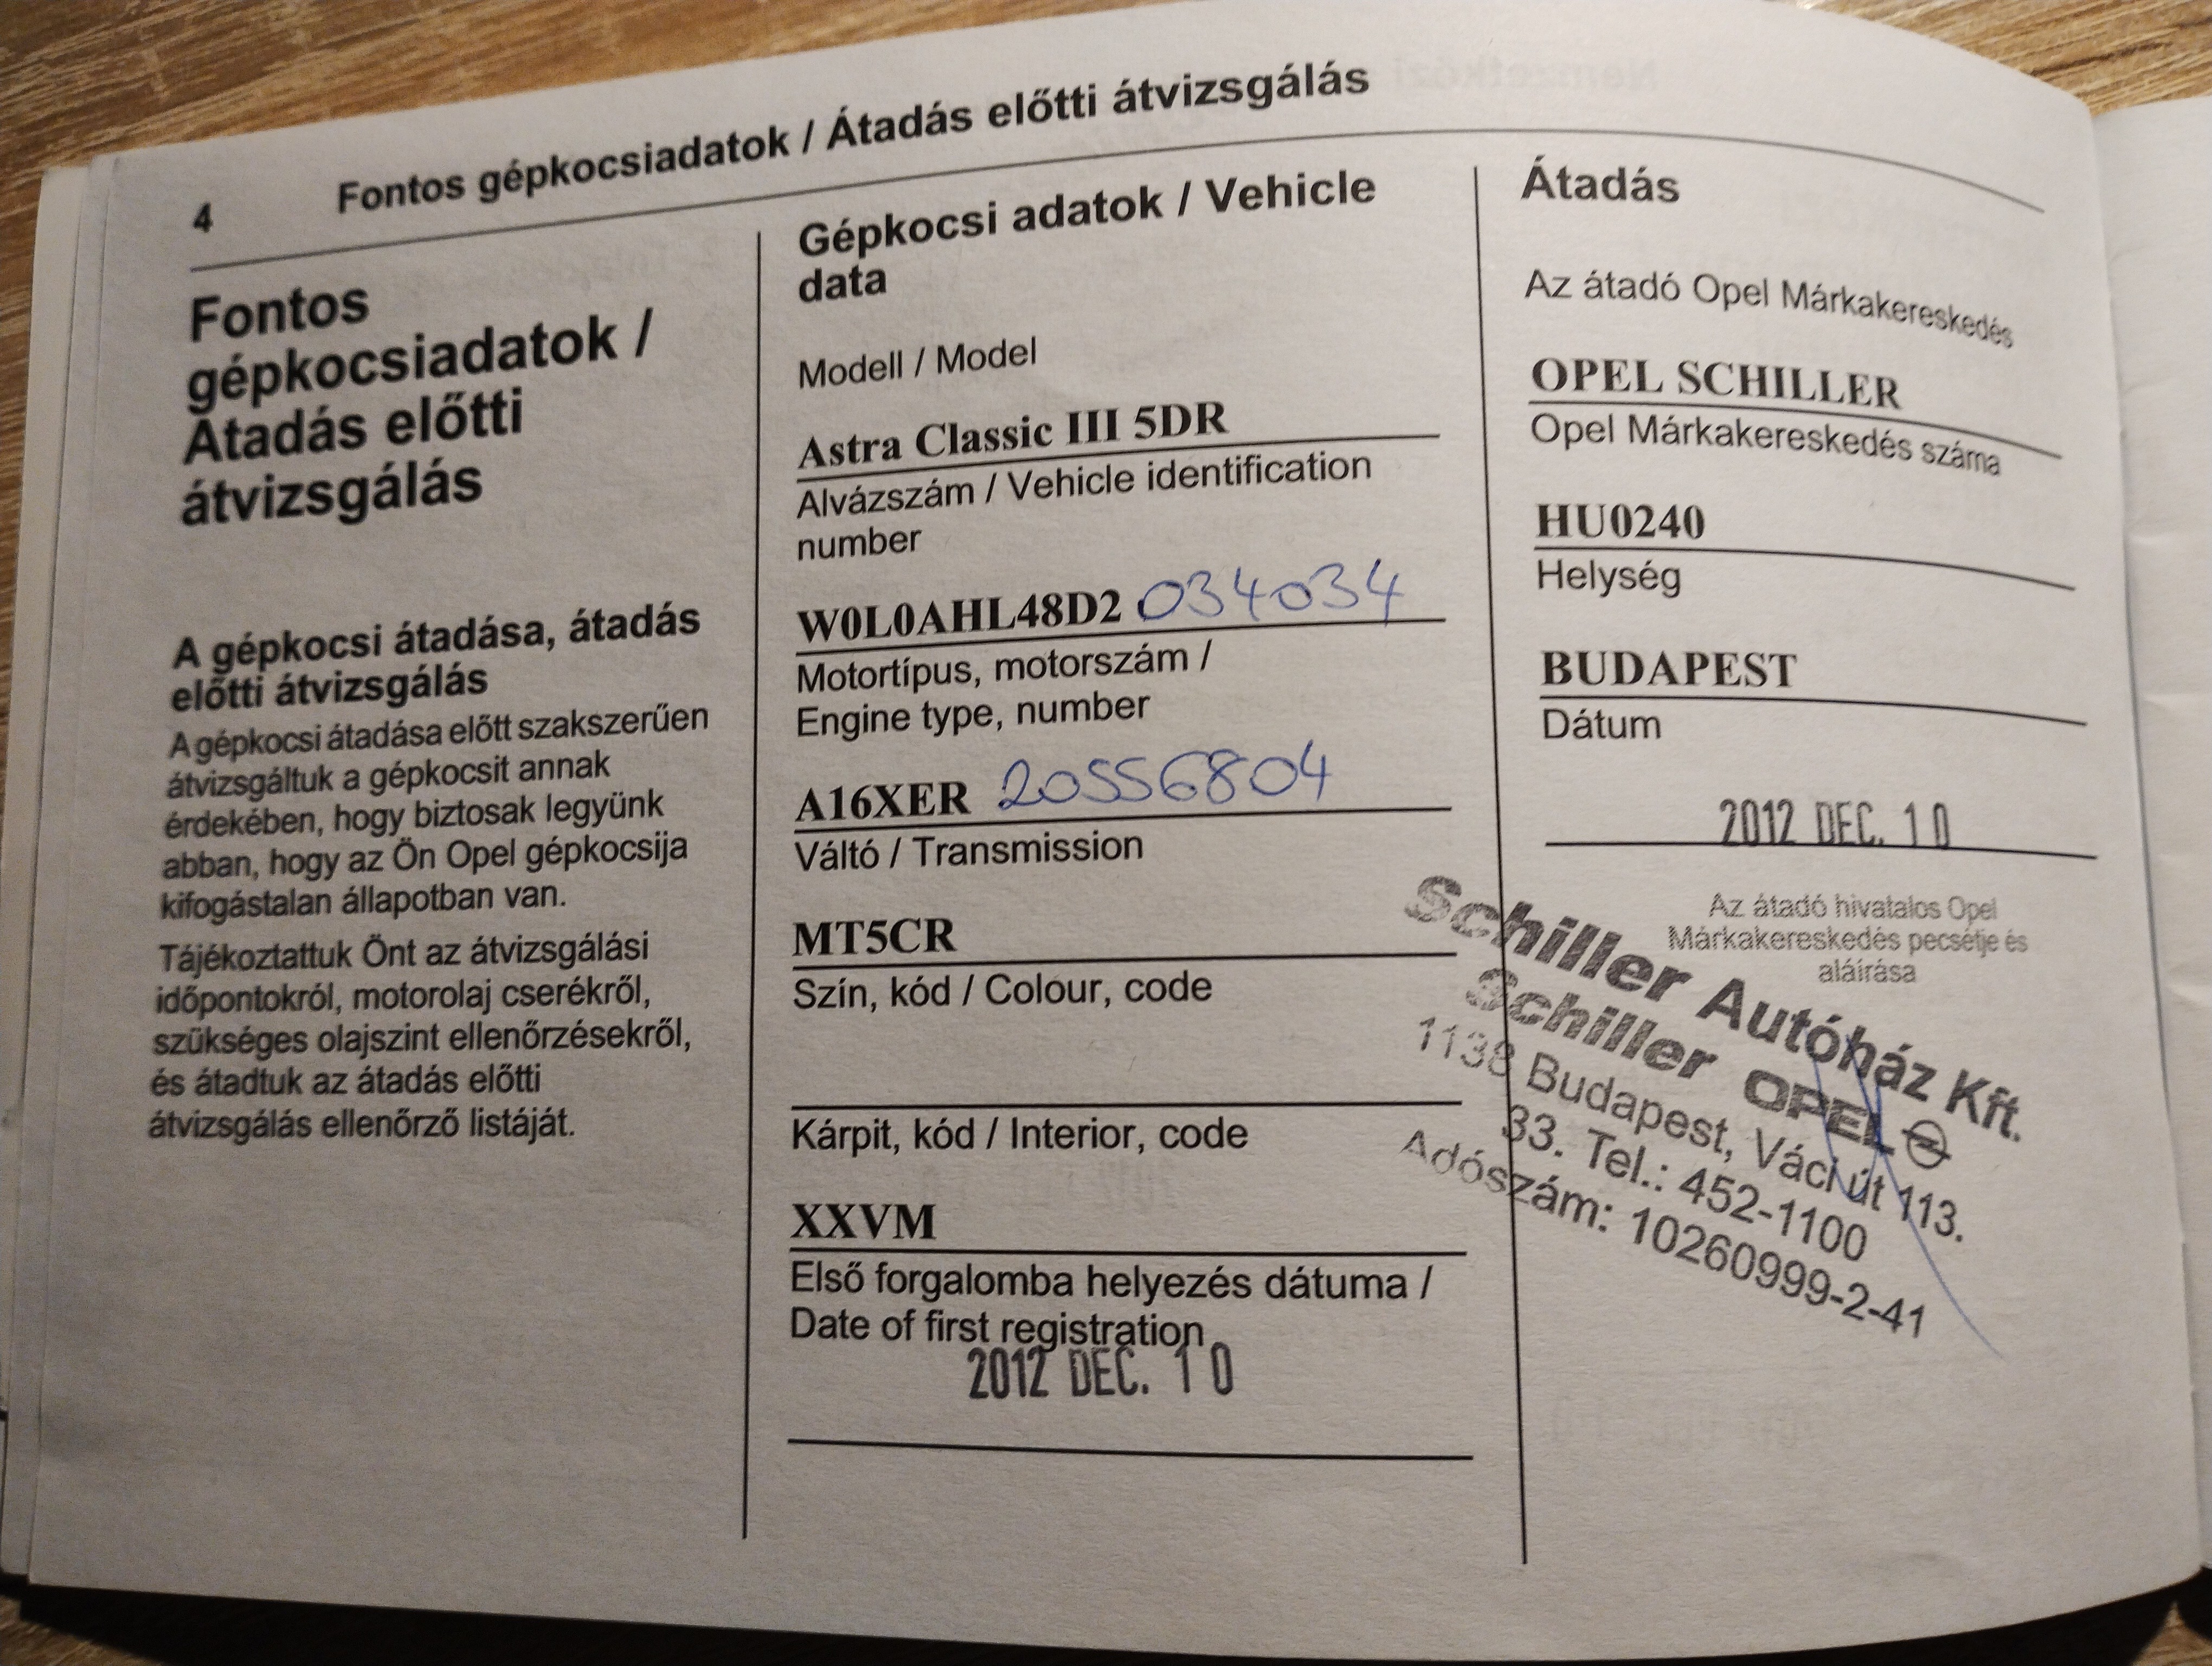 4
Fontos gépkocsiadatok / Átadás előtti átvizsgálás
Fontos
gépkocsiadatok /
Átadás előtti
átvizsgálás
A gépkocsi átadása, átadás
előtti átvizsgálás
A gépkocsi átadása előtt szakszerűen
átvizsgáltuk a gépkocsit annak
érdekében, hogy biztosak legyünk
abban, hogy az Ön Opel gépkocsija
kifogástalan állapotban van.
Tájékoztattuk Önt az átvizsgálási
időpontokról, motorolaj cserékről,
szükséges olajszint ellenőrzésekről,
és átadtuk az átadás előtti
átvizsgálás ellenőrző listáját.
Gépkocsi adatok / Vehicle
data
Modell / Model
Astra Classic III 5DR
Alvázszám / Vehicle identification
number
W0L0AHL48D2 034034
Motortípus, motorszám /
Engine type, number
A16XER 20556804
Váltó / Transmission
MT5CR
Szín, kód / Colour, code
Kárpit, kód / Interior, code
XXVM
Első forgalomba helyezés dátuma /
Date of first registration
2012 DEC. 10
Átadás
Az átadó Opel Márkakereskedés
OPEL SCHILLER
Opel Márkakereskedés száma
HU0240
Helység
BUDAPEST
Dátum
2012 DEC. 10
Az átadó hivatalos Opel
Márkakereskedés pecsétje és
aláírása
Schiller Autóház Kft.
Schiller OPEL
1138 Budapest, Váci út 113.
33. Tel.: 452-1100
Adószám: 10260999-2-41